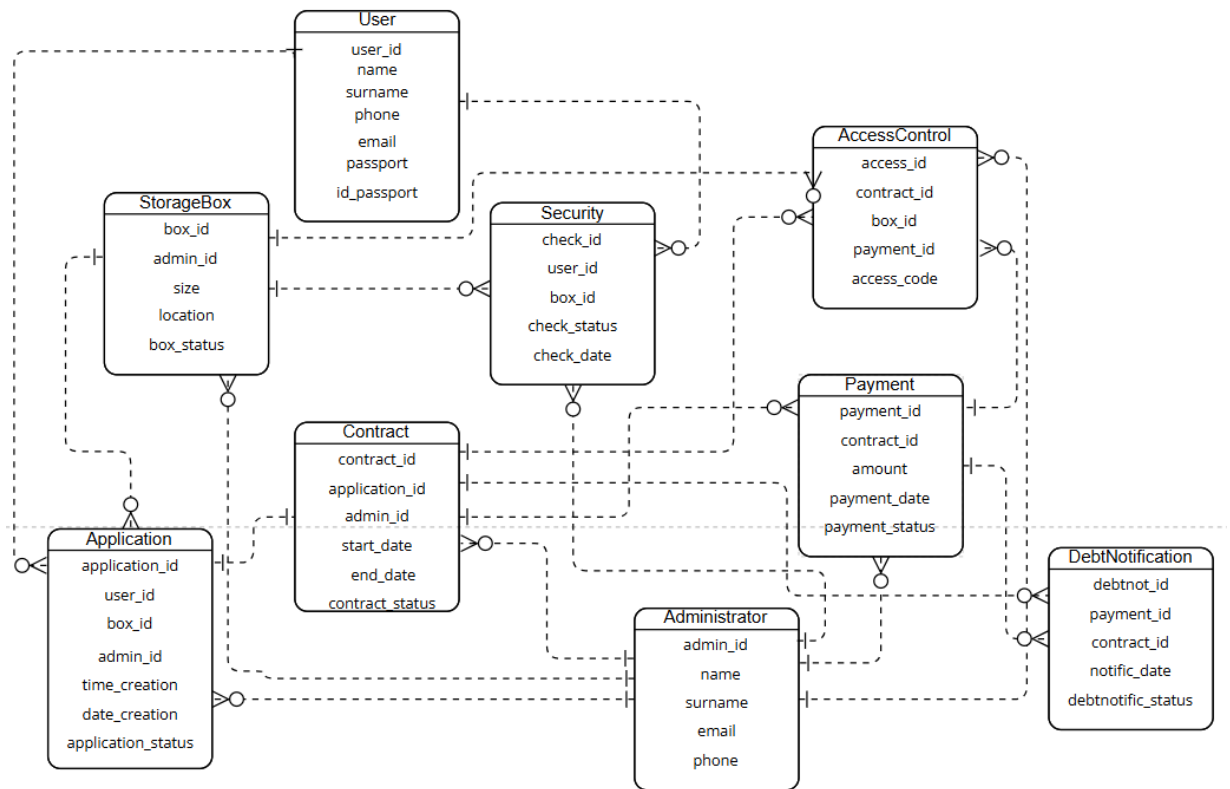 User
user_id
name
surname
phone
email
passport
id_passport
AccessControl
access_id
contract_id
box_id
payment_id
access_code
StorageBox
box_id
admin_id
size
location
box_status
Security
check_id
user_id
box_id
check_status
check_date
Payment
payment_id
contract_id
amount
payment_date
payment_status
Contract
contract_id
application_id
admin_id
start_date
end_date
contract_status
Application
application_id
user_id
box_id
admin_id
time_creation
date_creation
application_status
DebtNotification
debtnot_id
payment_id
contract_id
notific_date
debtnotific_status
Administrator
admin_id
name
surname
email
phone